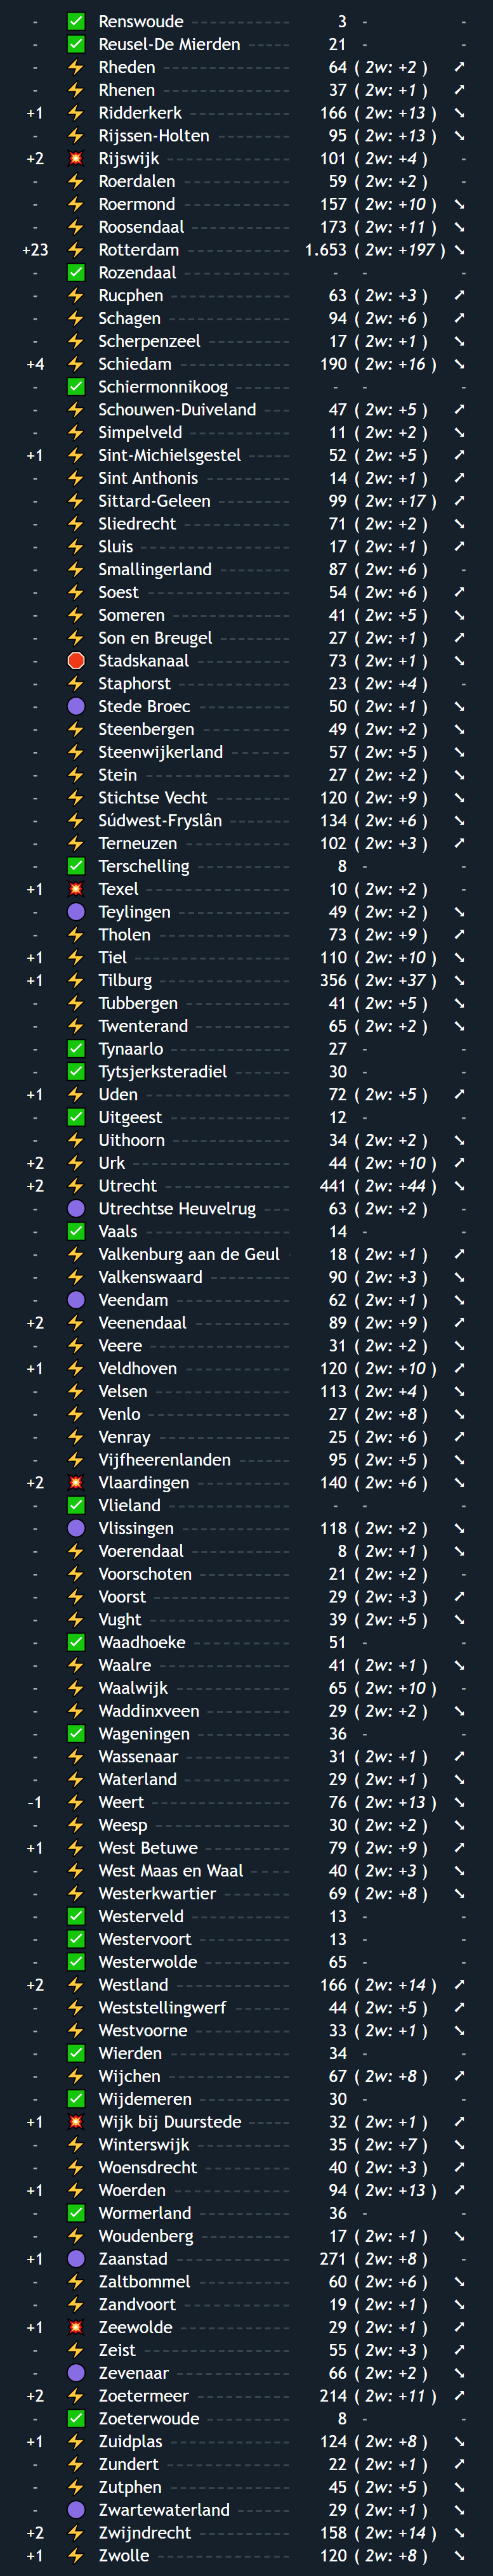 - ✅ Renswoude ------------ 3 - -
- ✅ Reusel-De Mierden ------ 21 - -
- ⚡ Rheden --------------- 64 ( 2w: +2 ) ➚
- ⚡ Rhenen --------------- 37 ( 2w: +1 ) ➚
+1 ⚡ Ridderkerk ------------ 166 ( 2w: +13 ) ➘
- ⚡ Rijssen-Holten --------- 95 ( 2w: +13 ) ➘
+2 💥 Rijswijk --------------- 101 ( 2w: +4 ) -
- ⚡ Roerdalen ------------- 59 ( 2w: +2 ) -
- ⚡ Roermond ------------- 157 ( 2w: +10 ) ➘
- ⚡ Roosendaal ------------ 173 ( 2w: +11 ) ➘
+23 ⚡ Rotterdam ------------ 1.653 ( 2w: +197 ) ➘
- ✅ Rozendaal ------------- - - -
- ⚡ Rucphen -------------- 63 ( 2w: +3 ) ➚
- ⚡ Schagen -------------- 94 ( 2w: +6 ) ➚
- ⚡ Scherpenzeel ---------- 17 ( 2w: +1 ) ➘
+4 ⚡ Schiedam ------------- 190 ( 2w: +16 ) ➘
- ✅ Schiermonnikoog ------- - - -
- ⚡ Schouwen-Duiveland ---- 47 ( 2w: +5 ) ➚
- ⚡ Simpelveld ------------ 11 ( 2w: +2 ) ➘
+1 ⚡ Sint-Michielsgestel ------ 52 ( 2w: +5 ) ➚
- ⚡ Sint Anthonis ---------- 14 ( 2w: +1 ) ➚
- ⚡ Sittard-Geleen --------- 99 ( 2w: +17 ) ➚
- ⚡ Sliedrecht ------------- 71 ( 2w: +2 ) ➘
- ⚡ Sluis ----------------- 17 ( 2w: +1 ) ➚
- ⚡ Smallingerland --------- 87 ( 2w: +6 ) -
- ⚡ Soest ----------------- 54 ( 2w: +6 ) ➚
- ⚡ Someren -------------- 41 ( 2w: +5 ) ➘
- ⚡ Son en Breugel --------- 27 ( 2w: +1 ) ➚
- 🛑 Stadskanaal ----------- 73 ( 2w: +1 ) ➘
- ⚡ Staphorst ------------- 23 ( 2w: +4 ) -
- 🟣 Stede Broec ----------- 50 ( 2w: +1 ) ➘
- ⚡ Steenbergen ----------- 49 ( 2w: +2 ) ➘
- ⚡ Steenwijkerland -------- 57 ( 2w: +5 ) ➘
- ⚡ Stein ----------------- 27 ( 2w: +2 ) ➘
- ⚡ Stichtse Vecht --------- 120 ( 2w: +9 ) ➘
- ⚡ Súdwest-Fryslân -------- 134 ( 2w: +6 ) ➘
- ⚡ Terneuzen ------------- 102 ( 2w: +3 ) ➚
- ✅ Terschelling ----------- 8 - -
+1 💥 Texel ----------------- 10 ( 2w: +2 ) -
- 🟣 Teylingen ------------- 49 ( 2w: +2 ) ➘
- ⚡ Tholen --------------- 73 ( 2w: +9 ) ➚
+1 ⚡ Tiel ------------------ 110 ( 2w: +10 ) ➘
+1 ⚡ Tilburg --------------- 356 ( 2w: +37 ) ➘
- ⚡ Tubbergen ------------ 41 ( 2w: +5 ) ➘
- ⚡ Twenterand ----------- 65 ( 2w: +2 ) ➘
- ✅ Tynaarlo -------------- 27 - -
- ✅ Tytsjerksteradiel -------- 30 - -
+1 ⚡ Uden ---------------- 72 ( 2w: +5 ) ➚
- ✅ Uitgeest -------------- 12 - -
- ⚡ Uithoorn -------------- 34 ( 2w: +2 ) ➘
+2 ⚡ Urk ------------------ 44 ( 2w: +10 ) ➚
+2 ⚡ Utrecht --------------- 441 ( 2w: +44 ) ➘
- 🟣 Utrechtse Heuvelrug ---- 63 ( 2w: +2 ) -
- ✅ Vaals ----------------- 14 - -
- ⚡ Valkenburg aan de Geul - 18 ( 2w: +1 ) ➚
- ⚡ Valkenswaard ---------- 90 ( 2w: +3 ) ➘
- 🟣 Veendam -------------- 62 ( 2w: +1 ) ➘
+2 ⚡ Veenendaal ----------- 89 ( 2w: +9 ) ➚
- ⚡ Veere ---------------- 31 ( 2w: +2 ) ➘
+1 ⚡ Veldhoven ------------ 120 ( 2w: +10 ) ➚
- ⚡ Velsen ---------------- 113 ( 2w: +4 ) ➘
- ⚡ Venlo ---------------- 27 ( 2w: +8 ) ➘
- ⚡ Venray --------------- 25 ( 2w: +6 ) ➚
- ⚡ Vijfheerenlanden ------- 95 ( 2w: +5 ) ➘
+2 💥 Vlaardingen ----------- 140 ( 2w: +6 ) ➘
- ✅ Vlieland --------------- - - -
- 🟣 Vlissingen ------------ 118 ( 2w: +2 ) ➘
- ⚡ Voerendaal ------------ 8 ( 2w: +1 ) ➘
- ⚡ Voorschoten ----------- 21 ( 2w: +2 ) -
- ⚡ Voorst ---------------- 29 ( 2w: +3 ) ➚
- ⚡ Vught ---------------- 39 ( 2w: +5 ) ➘
- ✅ Waadhoeke ------------ 51 - -
- ⚡ Waalre --------------- 41 ( 2w: +1 ) ➘
- ⚡ Waalwijk -------------- 65 ( 2w: +10 ) -
- ⚡ Waddinxveen ---------- 29 ( 2w: +2 ) ➘
- ✅ Wageningen ----------- 36 - -
- ⚡ Wassenaar ------------ 31 ( 2w: +1 ) ➚
- ⚡ Waterland ------------- 29 ( 2w: +1 ) ➘
-1 ⚡ Weert ---------------- 76 ( 2w: +13 ) ➘
- ⚡ Weesp ---------------- 30 ( 2w: +2 ) ➘
+1 ⚡ West Betuwe ---------- 79 ( 2w: +9 ) ➚
- ⚡ West Maas en Waal ---- 40 ( 2w: +3 ) ➘
- ⚡ Westerkwartier --------- 69 ( 2w: +8 ) ➘
- ✅ Westerveld ------------ 13 - -
- ✅ Westervoort ----------- 13 - -
- ✅ Westerwolde ---------- 65 - -
+2 ⚡ Westland ------------- 166 ( 2w: +14 ) ➚
- ⚡ Weststellingwerf -------- 44 ( 2w: +5 ) ➚
- ⚡ Westvoorne ----------- 33 ( 2w: +1 ) ➘
- ✅ Wierden -------------- 34 - -
- ⚡ Wijchen --------------- 67 ( 2w: +8 ) ➚
- ✅ Wijdemeren ----------- 30 - -
+1 💥 Wijk bij Duurstede ----- 32 ( 2w: +1 ) ➚
- ⚡ Winterswijk ------------ 35 ( 2w: +7 ) ➘
- ⚡ Woensdrecht ---------- 40 ( 2w: +3 ) ➚
+1 ⚡ Woerden ------------- 94 ( 2w: +13 ) ➚
- ✅ Wormerland ----------- 36 - -
- ⚡ Woudenberg ---------- 17 ( 2w: +1 ) ➘
+1 🟣 Zaanstad ------------- 271 ( 2w: +8 ) -
- ⚡ Zaltbommel ----------- 60 ( 2w: +6 ) ➘
- ⚡ Zandvoort ------------- 19 ( 2w: +1 ) ➘
+1 💥 Zeewolde ------------- 29 ( 2w: +1 ) ➚
- ⚡ Zeist ----------------- 55 ( 2w: +3 ) ➚
- 🟣 Zevenaar ------------- 66 ( 2w: +2 ) ➘
+2 ⚡ Zoetermeer ----------- 214 ( 2w: +11 ) ➚
- ✅ Zoeterwoude ---------- 8 - -
+1 ⚡ Zuidplas -------------- 124 ( 2w: +8 ) ➘
- ⚡ Zundert -------------- 22 ( 2w: +1 ) ➚
- ⚡ Zutphen -------------- 45 ( 2w: +5 ) ➘
- 🟣 Zwartewaterland ------- 29 ( 2w: +1 ) ➘
+2 ⚡ Zwijndrecht ----------- 158 ( 2w: +14 ) ➘
+1 ⚡ Zwolle --------------- 120 ( 2w: +8 ) ➘